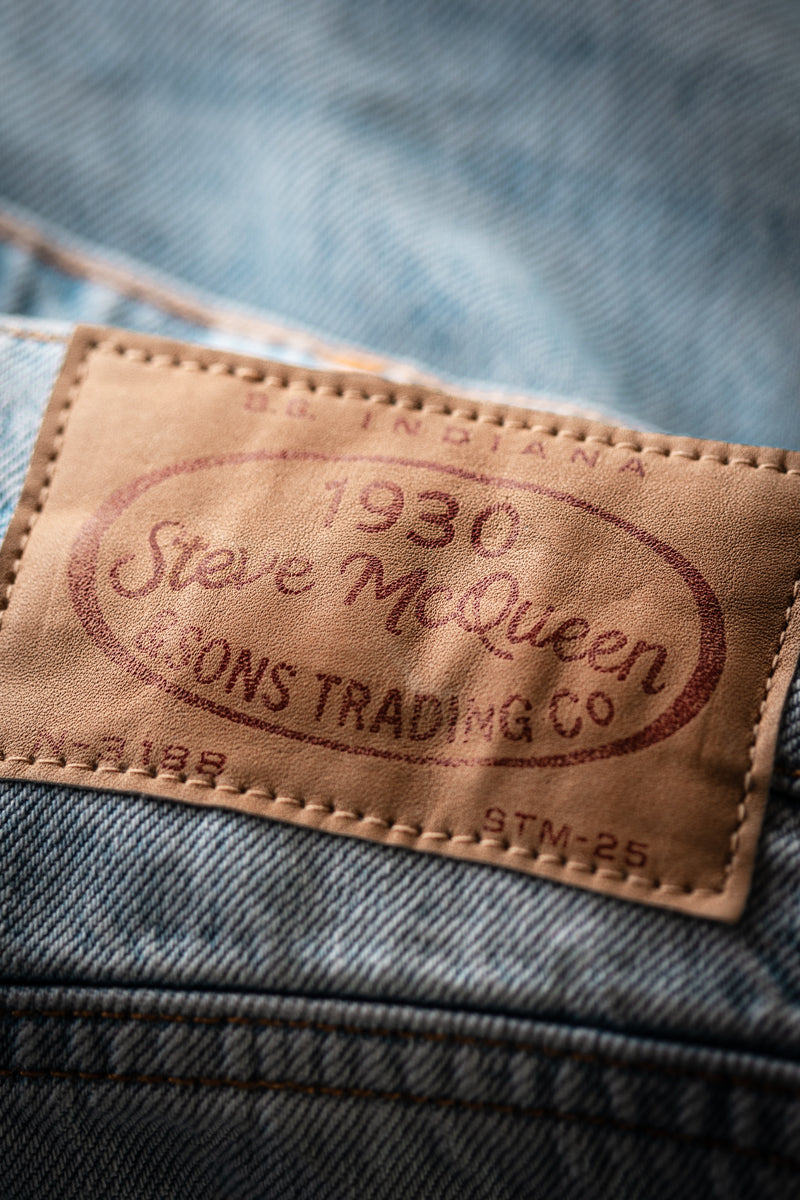 B.G. INDIANA
1930
Steve McQueen
&SONS TRADING Co
STM-25